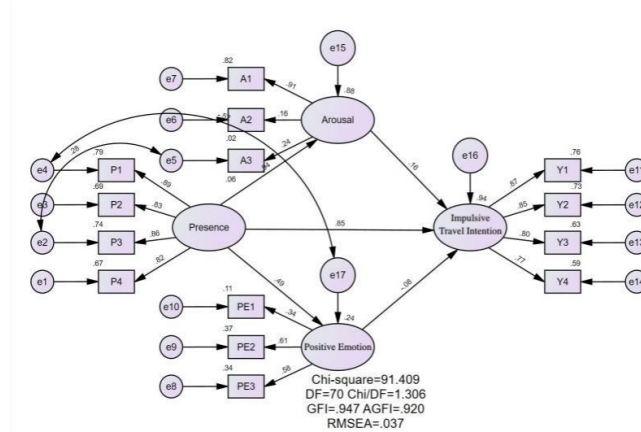 e15
.82
e7
A1
.91
.88
e6
A2
.16
Arousal
.02
.24
e5
A3
.06
.28
e4
.79
P1
.89
.16
e16
.76
Y1
.87
.69
e3
P2
.83
.94
.73
Y2
.85
Presence
.85
Impulsive
Travel Intention
.74
e2
P3
.86
.63
Y3
.80
.67
e1
P4
.82
.59
Y4
.77
e17
.49
-.08
.11
e10
PE1
.34
.24
.37
e9
PE2
.61
Positive Emotion
.34
e8
PE3
.58
Chi-square=91.409
DF=70 Chi/DF=1.306
GFI=.947 AGFI=.920
RMSEA=.037